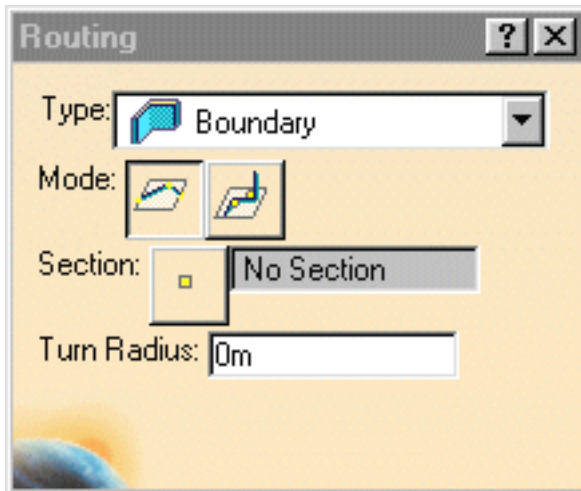 Routing
Type: Boundary
Mode:
Section: No Section
Turn Radius: 0m